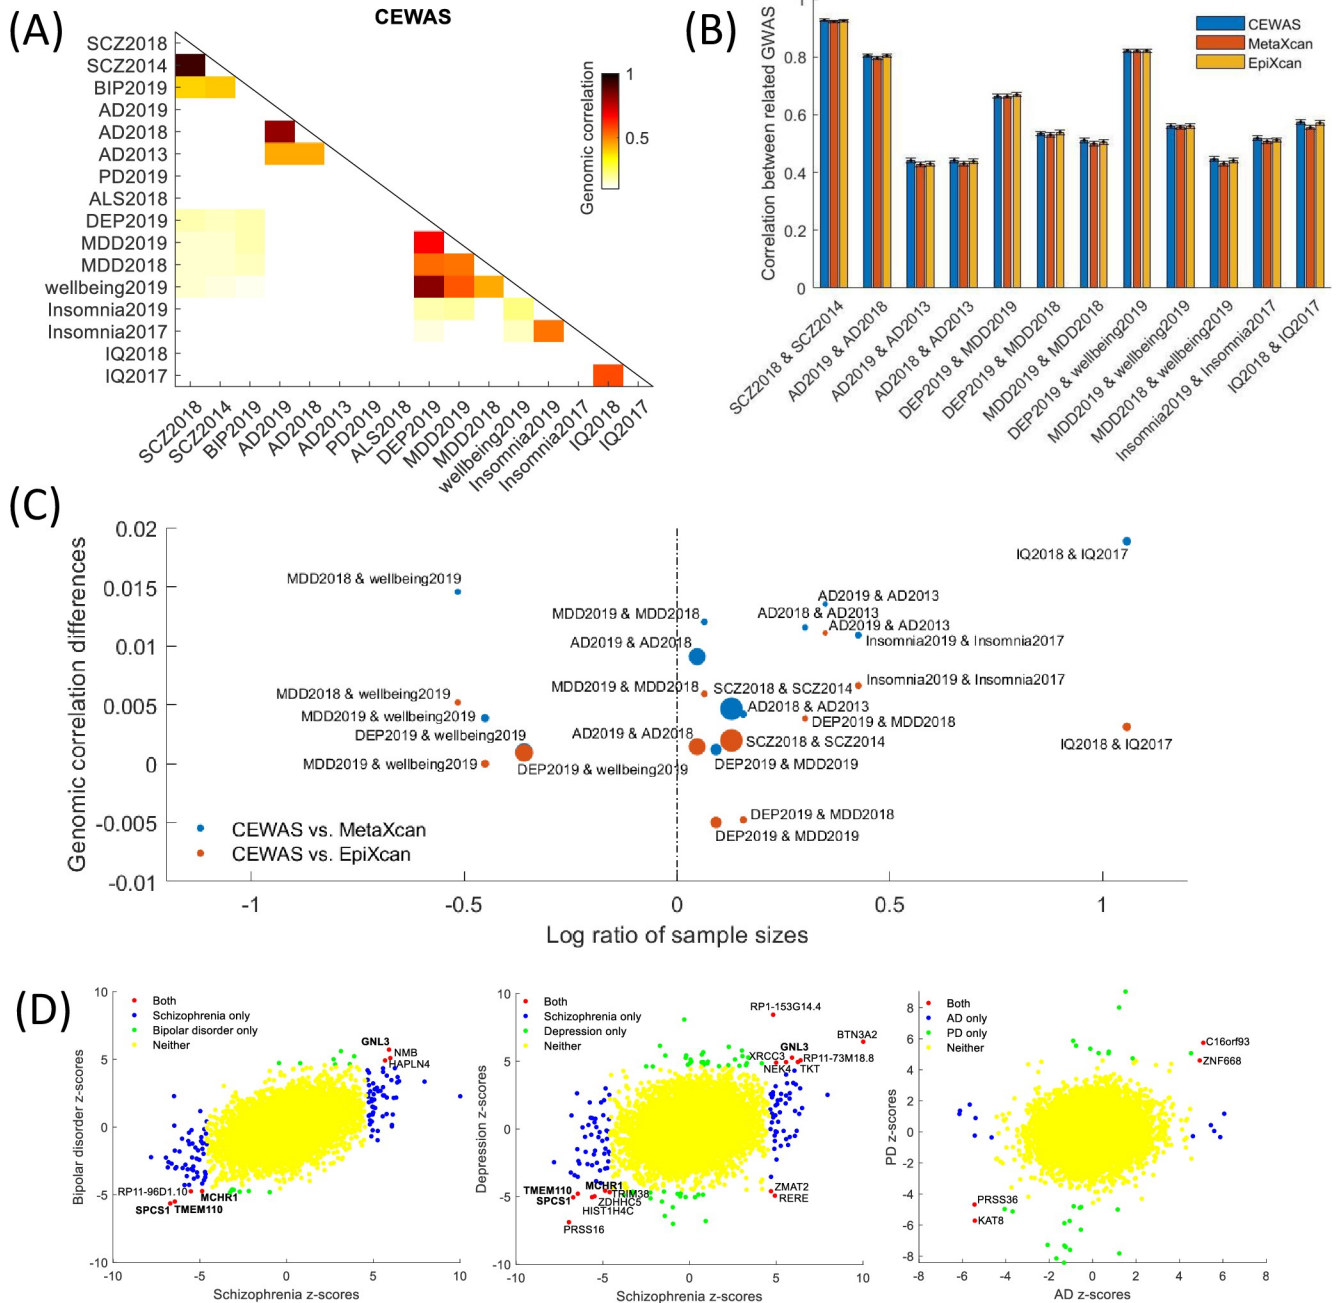 (A)
CEWAS
SCZ2018
SCZ2014
BIP2019
AD2019
AD2018
AD2013
PD2019
ALS2018
DEP2019
MDD2019
MDD2018
wellbeing2019
Insomnia2019
Insomnia2017
IQ2018
IQ2017
SCZ2018
SCZ2014
BIP2019
AD2019
AD2018
AD2013
PD2019
ALS2018
DEP2019
MDD2019
MDD2018
wellbeing2019
Insomnia2019
Insomnia2017
IQ2018
IQ2017
Genomic correlation
1
0.5
(B)
Correlation between related GWAS
1
0.8
0.6
0.4
0.2
0
CEWAS
MetaXcan
EpiXcan
SCZ2018 & SCZ2014
AD2019 & AD2018
AD2019 & AD2013
AD2018 & AD2013
DEP2019 & MDD2019
DEP2019 & MDD2018
MDD2019 & MDD2018
DEP2019 & wellbeing2019
MDD2019 & wellbeing2019
MDD2018 & wellbeing2019
Insomnia2019 & Insomnia2017
IQ2018 & IQ2017
(C)
Genomic correlation differences
0.02
0.015
0.01
0.005
0
-0.005
-0.01
-1
-0.5
0
0.5
1
Log ratio of sample sizes
IQ2018 & IQ2017
MDD2018 & wellbeing2019
AD2019 & AD2013
MDD2019 & MDD2018
AD2018 & AD2013
AD2019 & AD2013
AD2019 & AD2018
Insomnia2019 & Insomnia2017
MDD2019 & MDD2018
SCZ2018 & SCZ2014
Insomnia2019 & Insomnia2017
MDD2018 & wellbeing2019
AD2018 & AD2013
MDD2019 & wellbeing2019
DEP2019 & MDD2018
DEP2019 & wellbeing2019
AD2019 & AD2018
SCZ2018 & SCZ2014
IQ2018 & IQ2017
MDD2019 & wellbeing2019
DEP2019 & wellbeing2019
DEP2019 & MDD2019
DEP2019 & MDD2018
DEP2019 & MDD2019
CEWAS vs. MetaXcan
CEWAS vs. EpiXcan
(D)
Bipolar disorder z-scores
10
5
0
-5
-10
-10
-5
0
5
10
Schizophrenia z-scores
Both
Schizophrenia only
Bipolar disorder only
Neither
GNL3
NMB
HAPLN4
RP11-96D1.10
MCHR1
SPCS1
TMEM110
Depression z-scores
10
5
0
-5
-10
-10
-5
0
5
10
Schizophrenia z-scores
Both
Schizophrenia only
Depression only
Neither
RP1-153G14.4
BTN3A2
GNL3
XRCC3
RP11-73M18.8
NEK4
TKT
TMEM110
MCHR1
TRIM38
SPCS1
ZDHHC5
HIST1H4C
PRSS16
ZMAT2
RERE
PD z-scores
8
6
4
2
0
-2
-4
-6
-8
-8
-6
-4
-2
0
2
4
6
8
AD z-scores
Both
AD only
PD only
Neither
C16orf93
ZNF668
PRSS36
KAT8